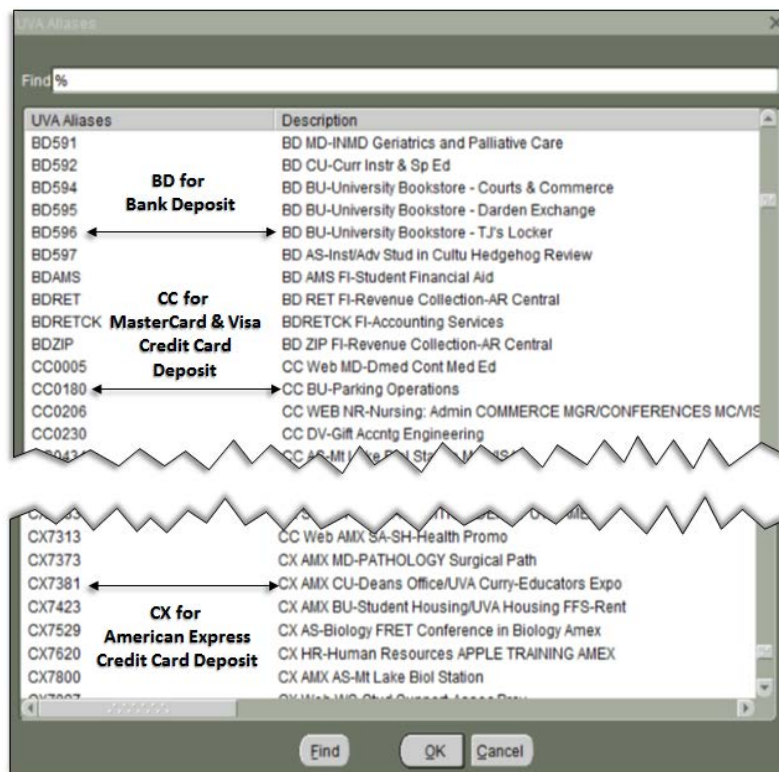 UVA Aliases
Find %
UVA Aliases Description
BD591 BD MD-INMD Geriatrics and Palliative Care
BD592 BD CU-Curr Instr & Sp Ed
BD594 BD BU-University Bookstore - Courts & Commerce
BD595 BD BU-University Bookstore - Darden Exchange
BD596 BD BU-University Bookstore - TJ's Locker
BD597 BD AS-Inst/Adv Stud in Cultu Hedgehog Review
BDAMS BD AMS FI-Student Financial Aid
BDRET BD RET FI-Revenue Collection-AR Central
BDRETCK BDRETCK FI-Accounting Services
BDZIP BD ZIP FI-Revenue Collection-AR Central
CC0005 CC Web MD-Dmed Cont Med Ed
CC0180 CC BU-Parking Operations
CC0206 CC WEB NR-Nursing: Admin COMMERCE MGR/CONFERENCES MC/VIS
CC0230 CC DV-Gift Accntg Engineering
BD for
Bank Deposit
CC for
MasterCard & Visa
Credit Card
Deposit
CX7313 CC Web AMX SA-SH-Health Promo
CX7373 CX AMX MD-PATHOLOGY Surgical Path
CX7381 CX AMX CU-Deans Office/UVA Curry-Educators Expo
CX7423 CX AMX BU-Student Housing/UVA Housing FFS-Rent
CX7529 CX AS-Biology FRET Conference in Biology Amex
CX7620 CX HR-Human Resources APPLE TRAINING AMEX
CX7800 CX AMX AS-Mt Lake Biol Station
CX for
American Express
Credit Card Deposit
Find OK Cancel